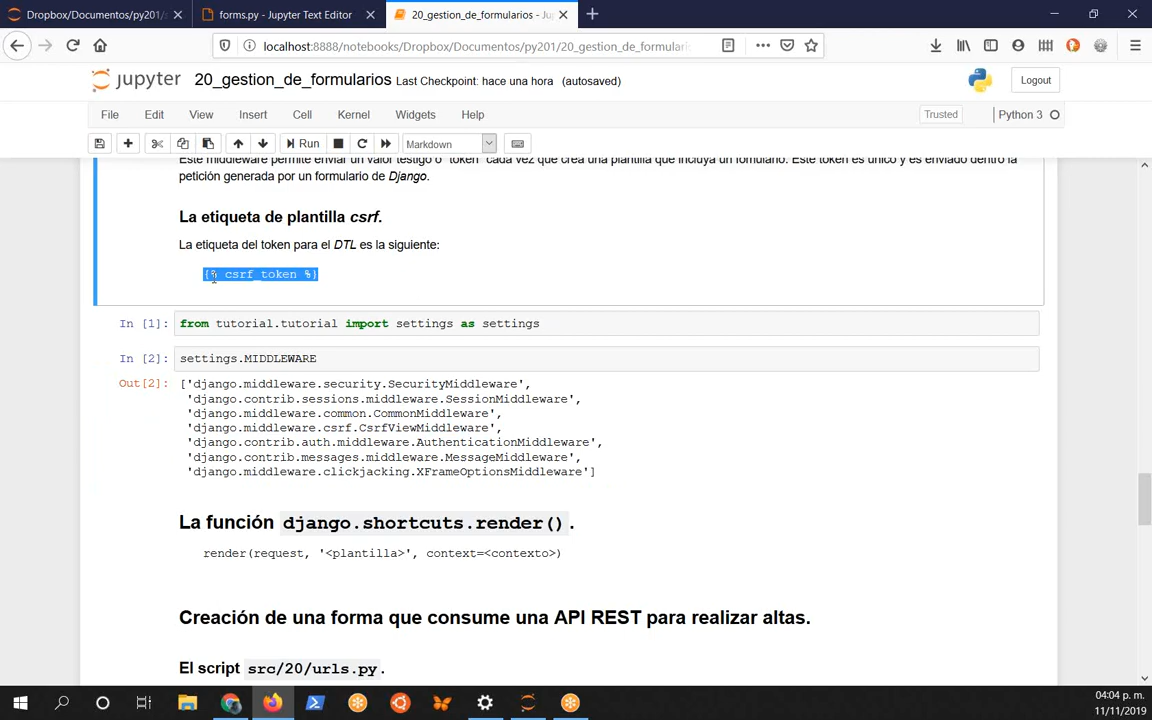 Dropbox/Documentos/py201/
forms.py - Jupyter Text Editor
20_gestion_de_formularios - Ju
localhost:8888/notebooks/Dropbox/Documentos/py201/20_gestion_de_formulari
jupyter
20_gestion_de_formularios Last Checkpoint: hace una hora (autosaved)
Logout
File Edit View Insert Cell Kernel Widgets Help
Trusted
Python 3
Run
Markdown
Este middleware permite enviar un valor testigo o "token" cada vez que crea una plantilla que incluya un fomulario. Este token es único y es enviado dentro la
petición generada por un formulario de Django.
La etiqueta de plantilla csrf.
La etiqueta del token para el DTL es la siguiente:
{% csrf_token %}
In [1]: from tutorial.tutorial import settings as settings
In [2]: settings.MIDDLEWARE
Out[2]: ['django.middleware.security.SecurityMiddleware',
'django.contrib.sessions.middleware.SessionMiddleware',
'django.middleware.common.CommonMiddleware',
'django.middleware.csrf.CsrfViewMiddleware',
'django.contrib.auth.middleware.AuthenticationMiddleware',
'django.contrib.messages.middleware.MessageMiddleware',
'django.middleware.clickjacking.XFrameOptionsMiddleware']
La función django.shortcuts.render().
render(request, '<plantilla>', context=<contexto>)
Creación de una forma que consume una API REST para realizar altas.
El script src/20/urls.py.
04:04 p. m.
11/11/2019